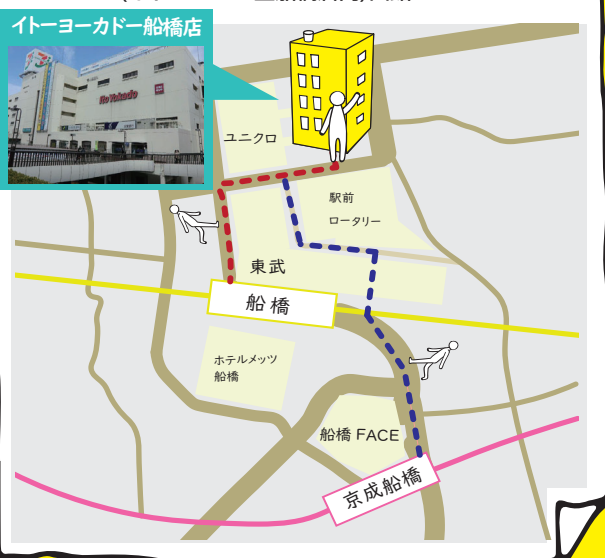 イトーヨーカドー船橋店
Ito Yokado
ユニクロ
駅前
ロータリー
東武
船橋
ホテルメッツ
船橋
船橋 FACE
京成船橋